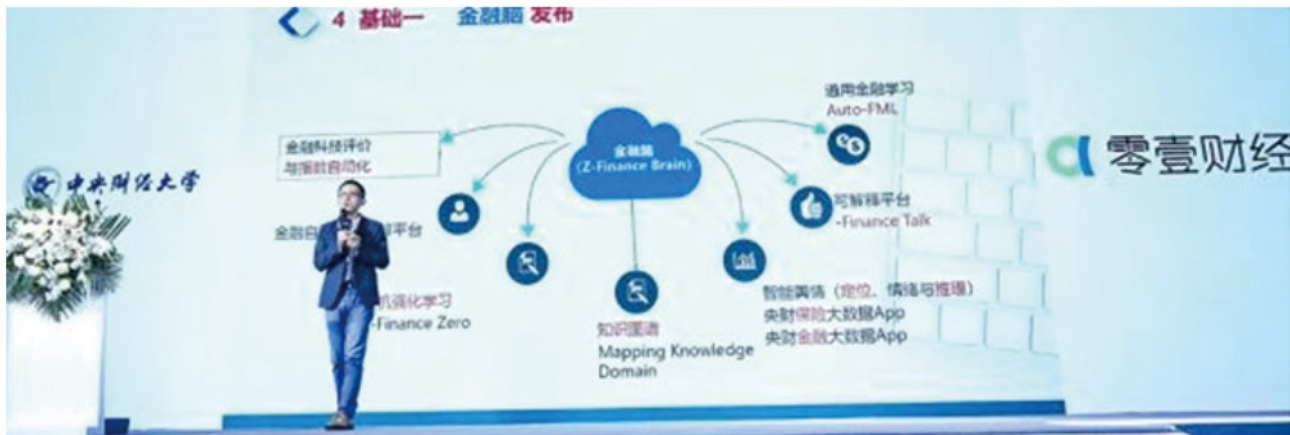 4 基础一 金融脑 发布
通用金融学习
Auto-FML
金融科技评价
与指数自动化
金融脑
(Z-Finance Brain)
零壹财经
中央财经大学
可解释平台
-Finance Talk
金融自
平台
机强化学习
-Finance Zero
知识图谱
Mapping Knowledge
Domain
智能舆情（定位、情绪与推理）
央财保险大数据App
央财金融大数据App